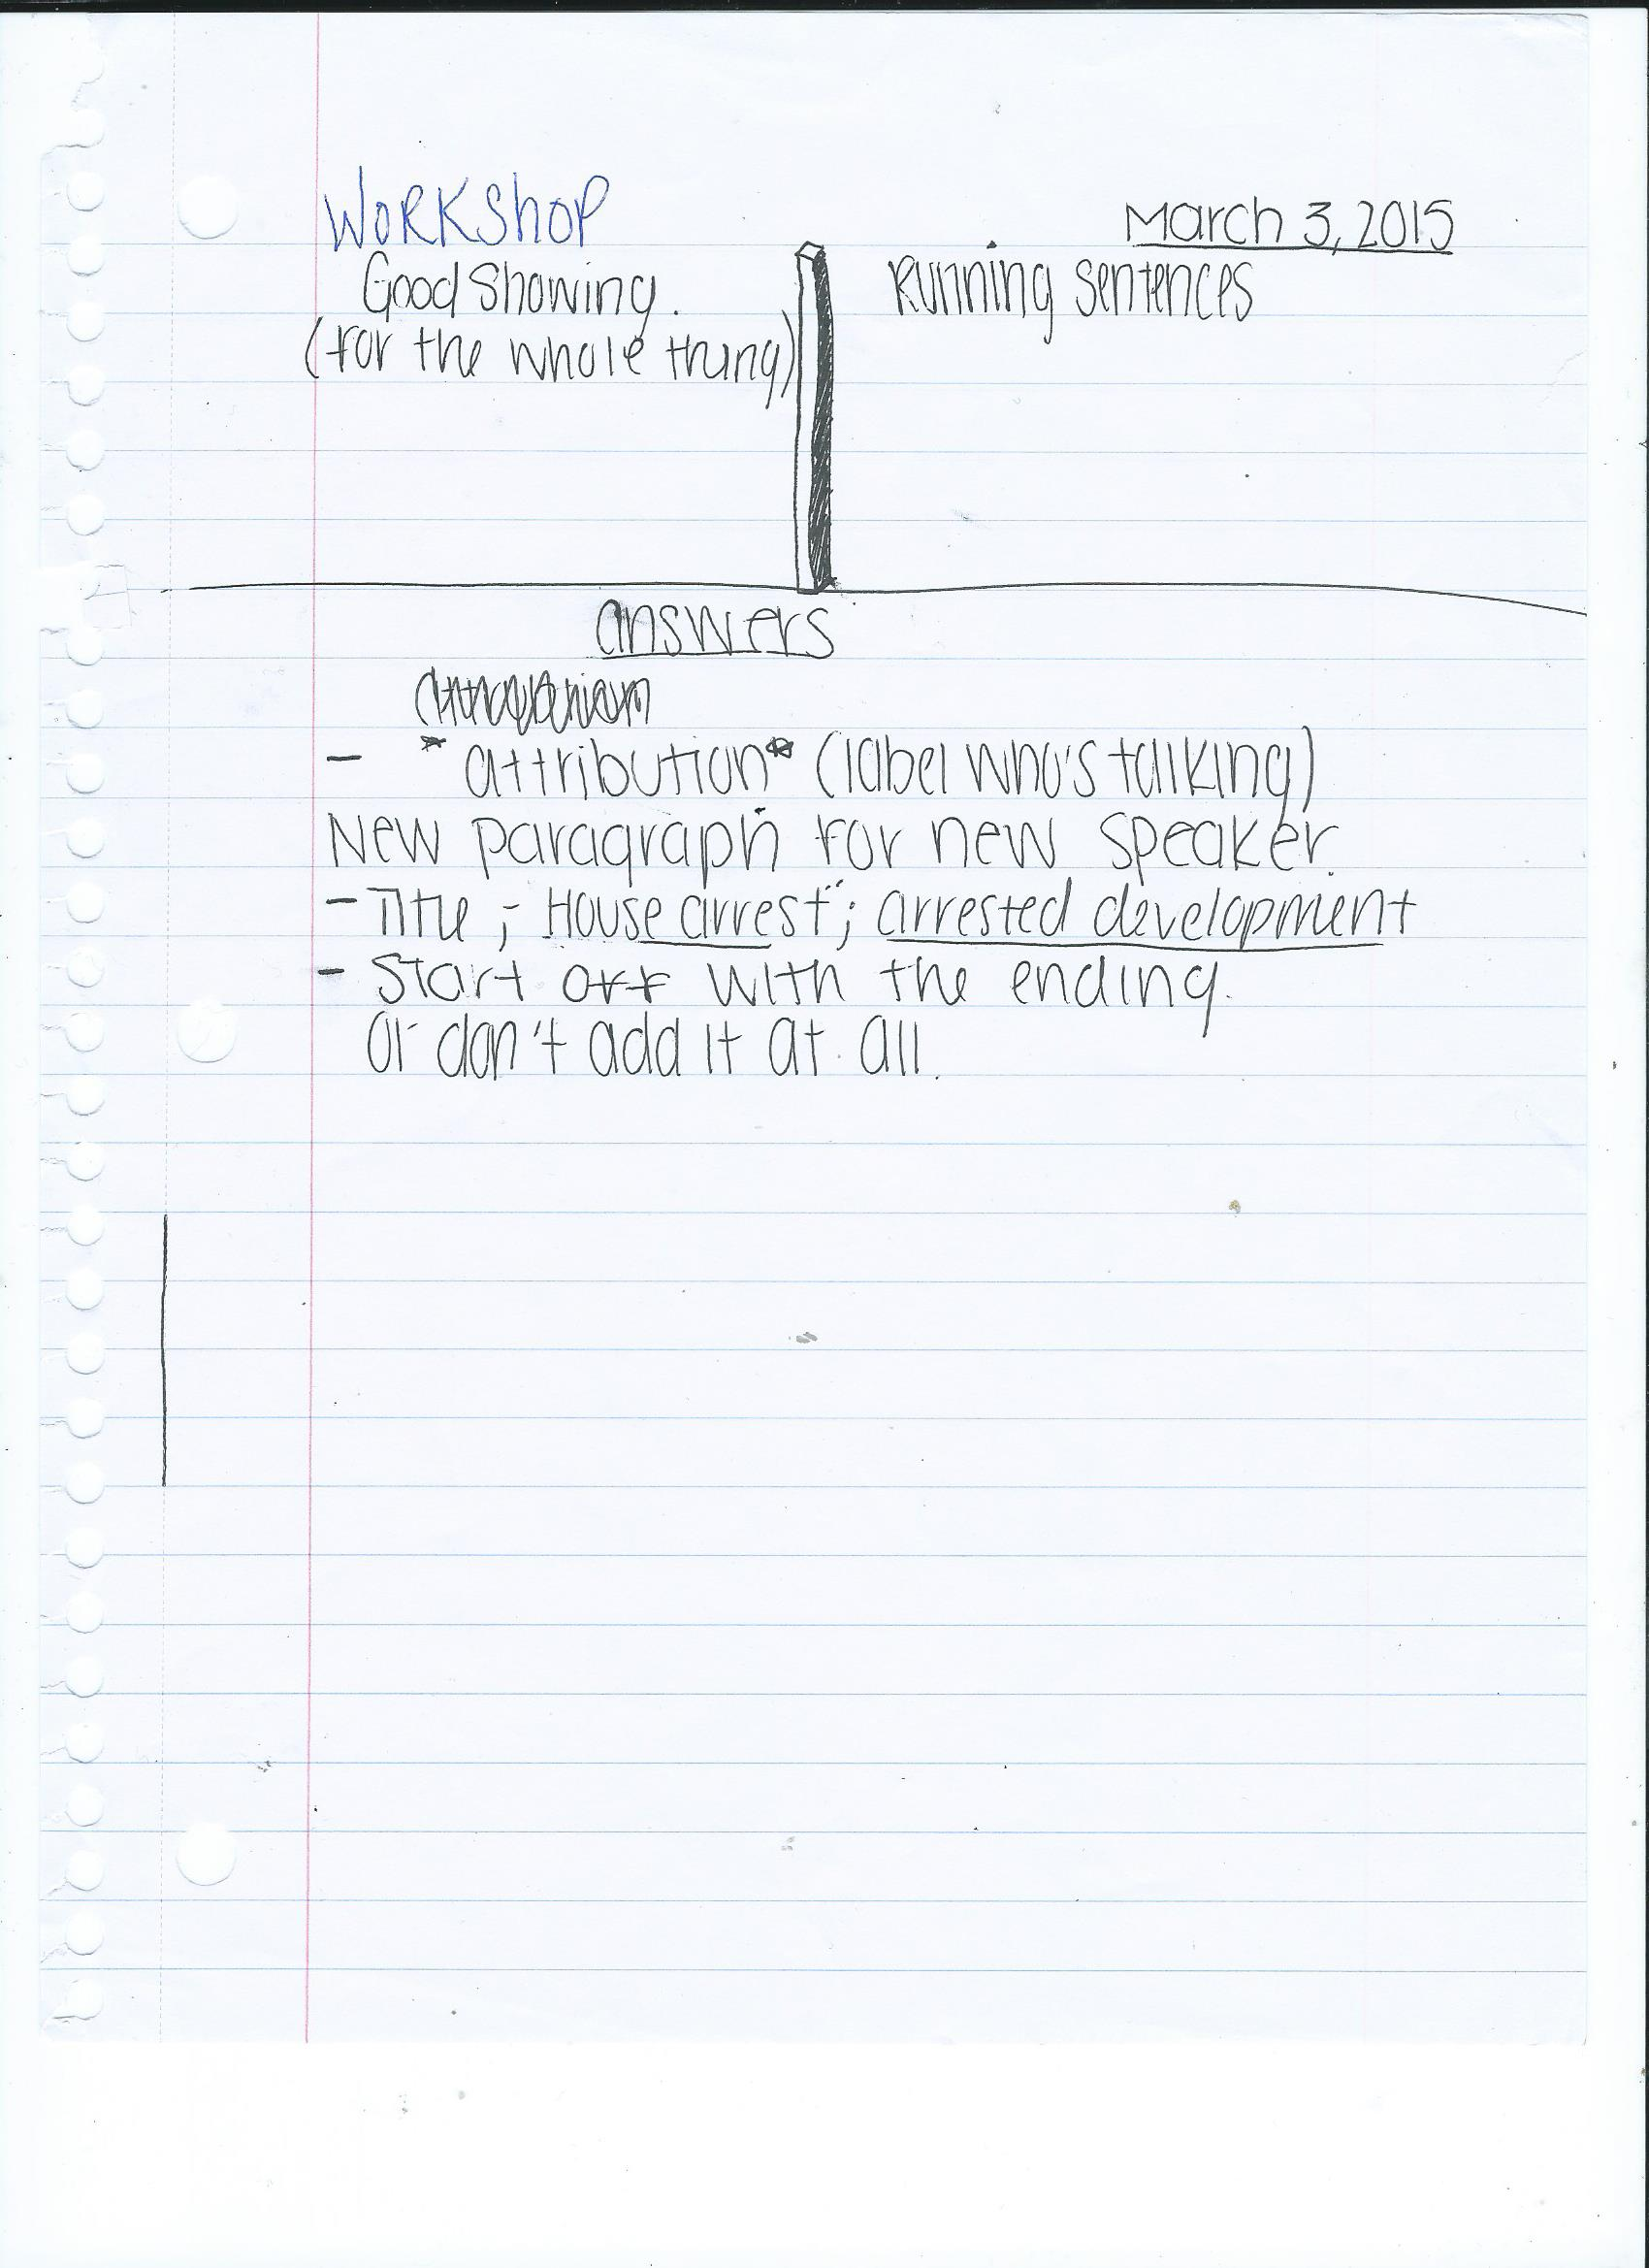 WORKShOP
March 3, 2015
Good Showing.
(for the whole thing)
Running Sentences
answers
- *attribution* (label who's talking)
New paragraph for new speaker.
- Title ; - House arrest"; arrested development
- Start off with the ending.
or don't add it at all.